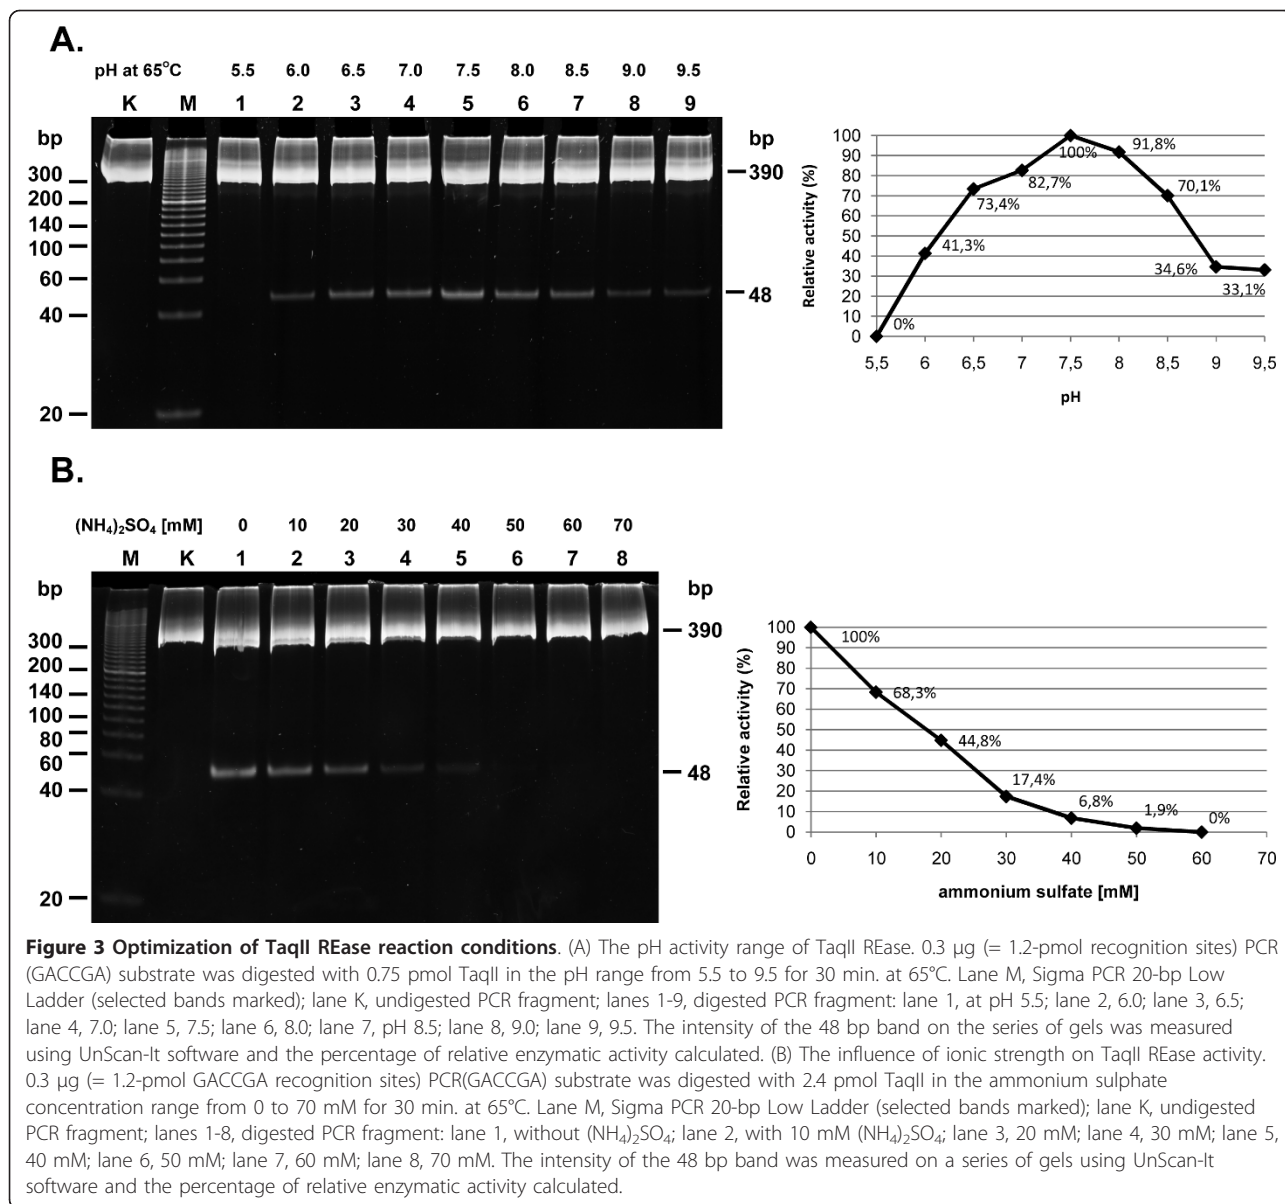 A.
pH at 65°C 5.5 6.0 6.5 7.0 7.5 8.0 8.5 9.0 9.5
K M 1 2 3 4 5 6 7 8 9
bp bp
300
200
140
100
60
40
20
390
48
Relative activity (%)
100
90
80
70
60
50
40
30
20
10
0
0%
41,3%
73,4%
82,7%
100%
91,8%
70,1%
34,6%
33,1%
5,5 6 6,5 7 7,5 8 8,5 9 9,5
pH
B.
(NH₄)₂SO₄ [mM] 0 10 20 30 40 50 60 70
M K 1 2 3 4 5 6 7 8
bp bp
300
200
140
100
80
60
40
20
390
48
Relative activity (%)
100
90
80
70
60
50
40
30
20
10
0
100%
68,3%
44,8%
17,4%
6,8%
1,9%
0%
0 10 20 30 40 50 60 70
ammonium sulfate [mM]
Figure 3 Optimization of TaqII REase reaction conditions. (A) The pH activity range of TaqII REase. 0.3 μg (= 1.2-pmol recognition sites) PCR
(GACCGA) substrate was digested with 0.75 pmol TaqII in the pH range from 5.5 to 9.5 for 30 min. at 65°C. Lane M, Sigma PCR 20-bp Low
Ladder (selected bands marked); lane K, undigested PCR fragment; lanes 1-9, digested PCR fragment: lane 1, at pH 5.5; lane 2, 6.0; lane 3, 6.5;
lane 4, 7.0; lane 5, 7.5; lane 6, 8.0; lane 7, pH 8.5; lane 8, 9.0; lane 9, 9.5. The intensity of the 48 bp band on the series of gels was measured
using UnScan-It software and the percentage of relative enzymatic activity calculated. (B) The influence of ionic strength on TaqII REase activity.
0.3 μg (= 1.2-pmol GACCGA recognition sites) PCR(GACCGA) substrate was digested with 2.4 pmol TaqII in the ammonium sulphate
concentration range from 0 to 70 mM for 30 min. at 65°C. Lane M, Sigma PCR 20-bp Low Ladder (selected bands marked); lane K, undigested
PCR fragment; lanes 1-8, digested PCR fragment: lane 1, without (NH₄)₂SO₄; lane 2, with 10 mM (NH₄)₂SO₄; lane 3, 20 mM; lane 4, 30 mM; lane 5,
40 mM; lane 6, 50 mM; lane 7, 60 mM; lane 8, 70 mM. The intensity of the 48 bp band was measured on a series of gels using UnScan-It
software and the percentage of relative enzymatic activity calculated.